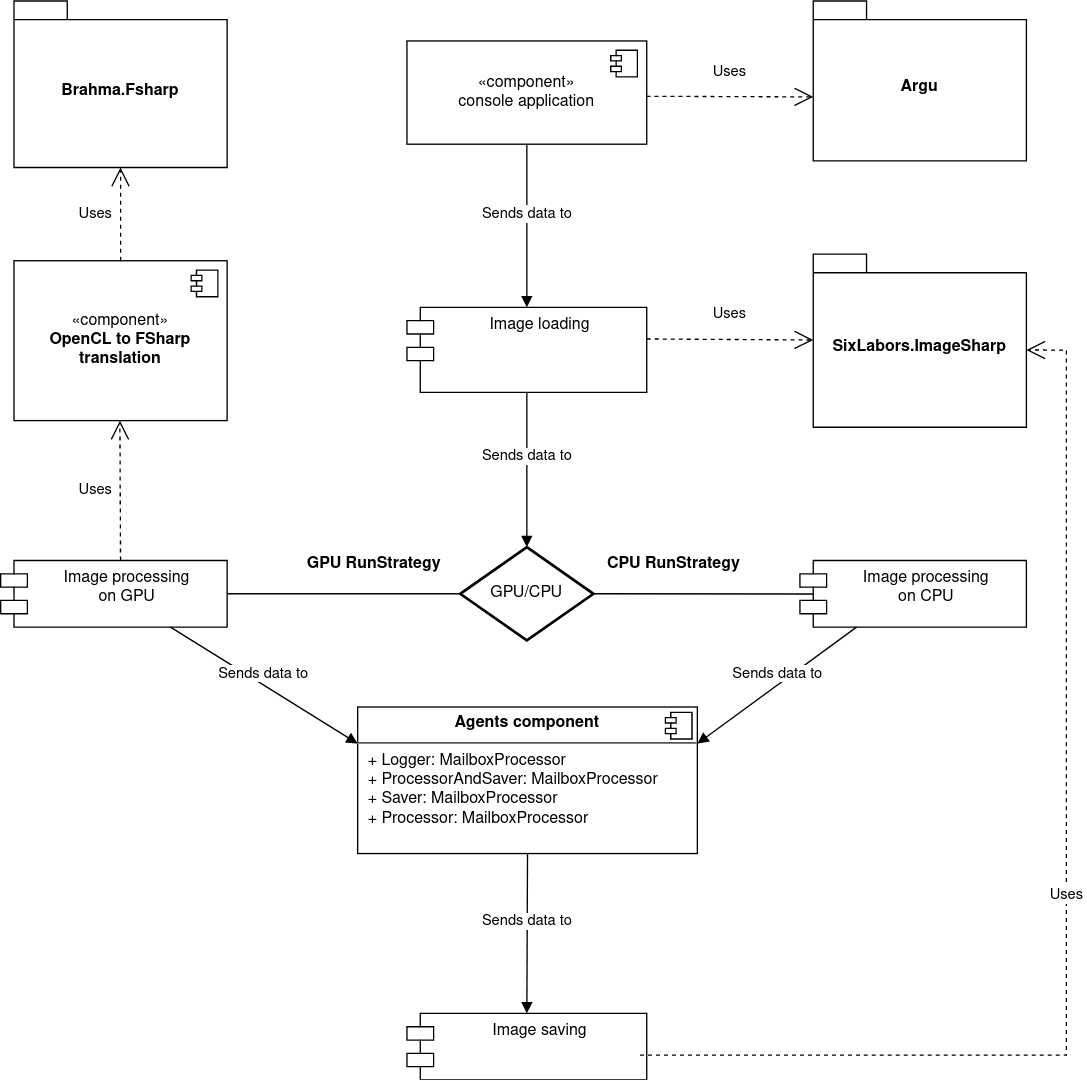 Brahma.Fsharp
«component»
console application
Uses
Argu
Uses
Sends data to
«component»
OpenCL to FSharp
translation
Image loading
Uses
SixLabors.ImageSharp
Uses
Sends data to
Image processing
on GPU
GPU RunStrategy
GPU/CPU
CPU RunStrategy
Image processing
on CPU
Sends data to
Sends data to
Agents component
+ Logger: MailboxProcessor
+ ProcessorAndSaver: MailboxProcessor
+ Saver: MailboxProcessor
+ Processor: MailboxProcessor
Uses
Sends data to
Image saving